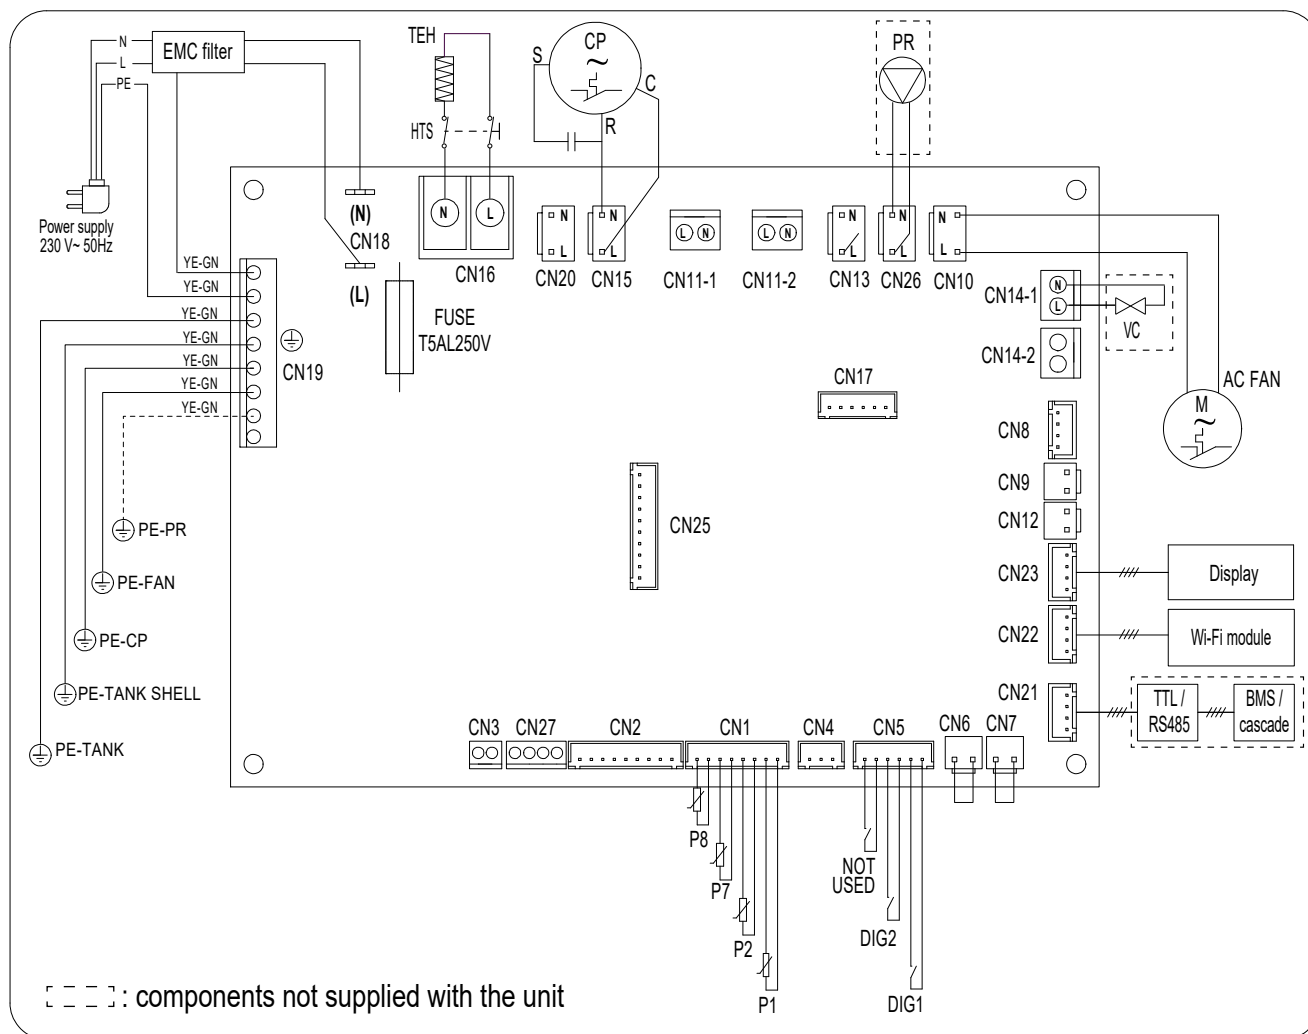 N
L
PE
EMC filter
Power supply
230 V~ 50Hz
TEH
HTS
S
CP
~
C
R
PR
(N)
CN18
(L)
N
L
CN16
N
L
CN20
N
L
CN15
L N
CN11-1
L N
CN11-2
N
L
CN13
N
L
CN26
N
L
CN10
CN14-1
N
L
VC
CN14-2
AC FAN
M
~
FUSE
T5AL250V
YE-GN
YE-GN
YE-GN
YE-GN
YE-GN
YE-GN
YE-GN
CN19
CN17
CN25
CN8
CN9
CN12
CN23
Display
CN22
Wi-Fi module
CN21
TTL /
RS485
BMS /
cascade
PE-PR
PE-FAN
PE-CP
PE-TANK SHELL
PE-TANK
CN3
CN27
CN2
CN1
CN4
CN5
CN6
CN7
P8
P7
P2
P1
NOT
USED
DIG2
DIG1
: components not supplied with the unit